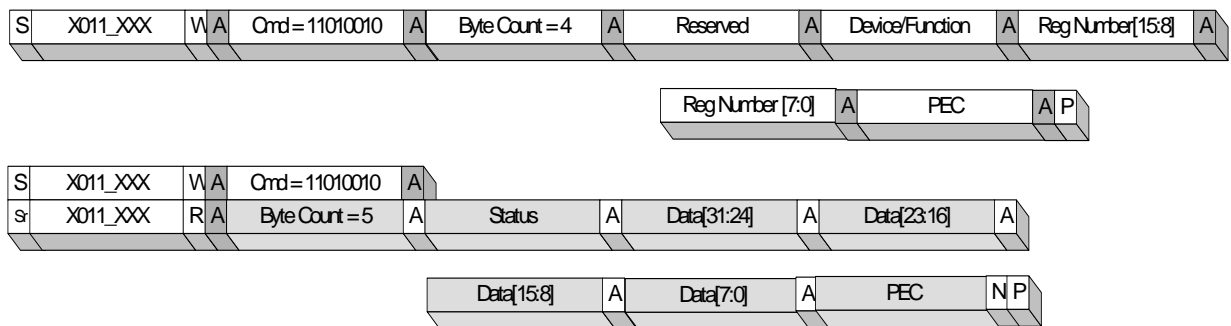 S X011_XXX W A Cmd = 11010010 A Byte Count = 4 A Reserved A Device/Function A Reg Number[15:8] A
Reg Number [7:0] A PEC A P
S X011_XXX W A Cmd = 11010010 A
Sr X011_XXX R A Byte Count = 5 A Status A Data[31:24] A Data[23:16] A
Data[15:8] A Data[7:0] A PEC N P